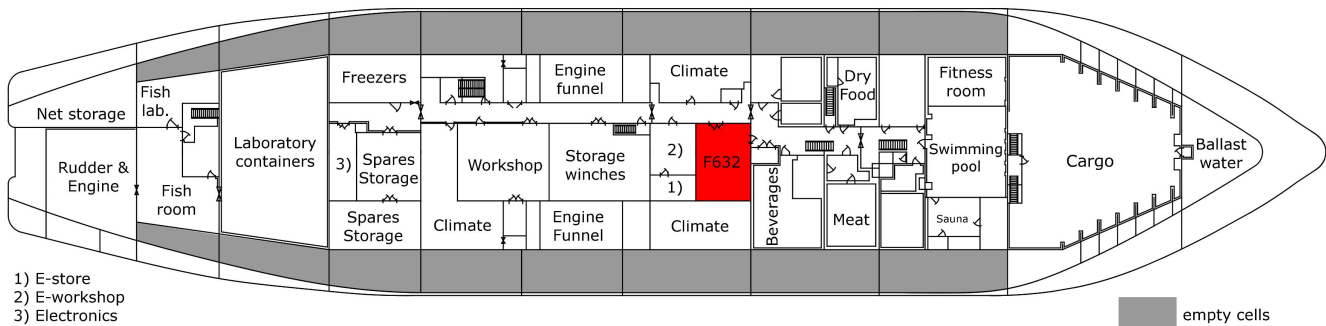 Freezers
Engine
funnel
Climate
Dry
Food
Fitness
room
Fish
lab.
Net storage
Laboratory
containers
Rudder &
Engine
Fish
room
3)
Spares
Storage
Workshop
Storage
winches
2)
1)
F632
Swimming
pool
Cargo
Ballast
water
Spares
Storage
Climate
Engine
Funnel
Climate
Beverages
Meat
Sauna
1) E-store
2) E-workshop
3) Electronics
empty cells